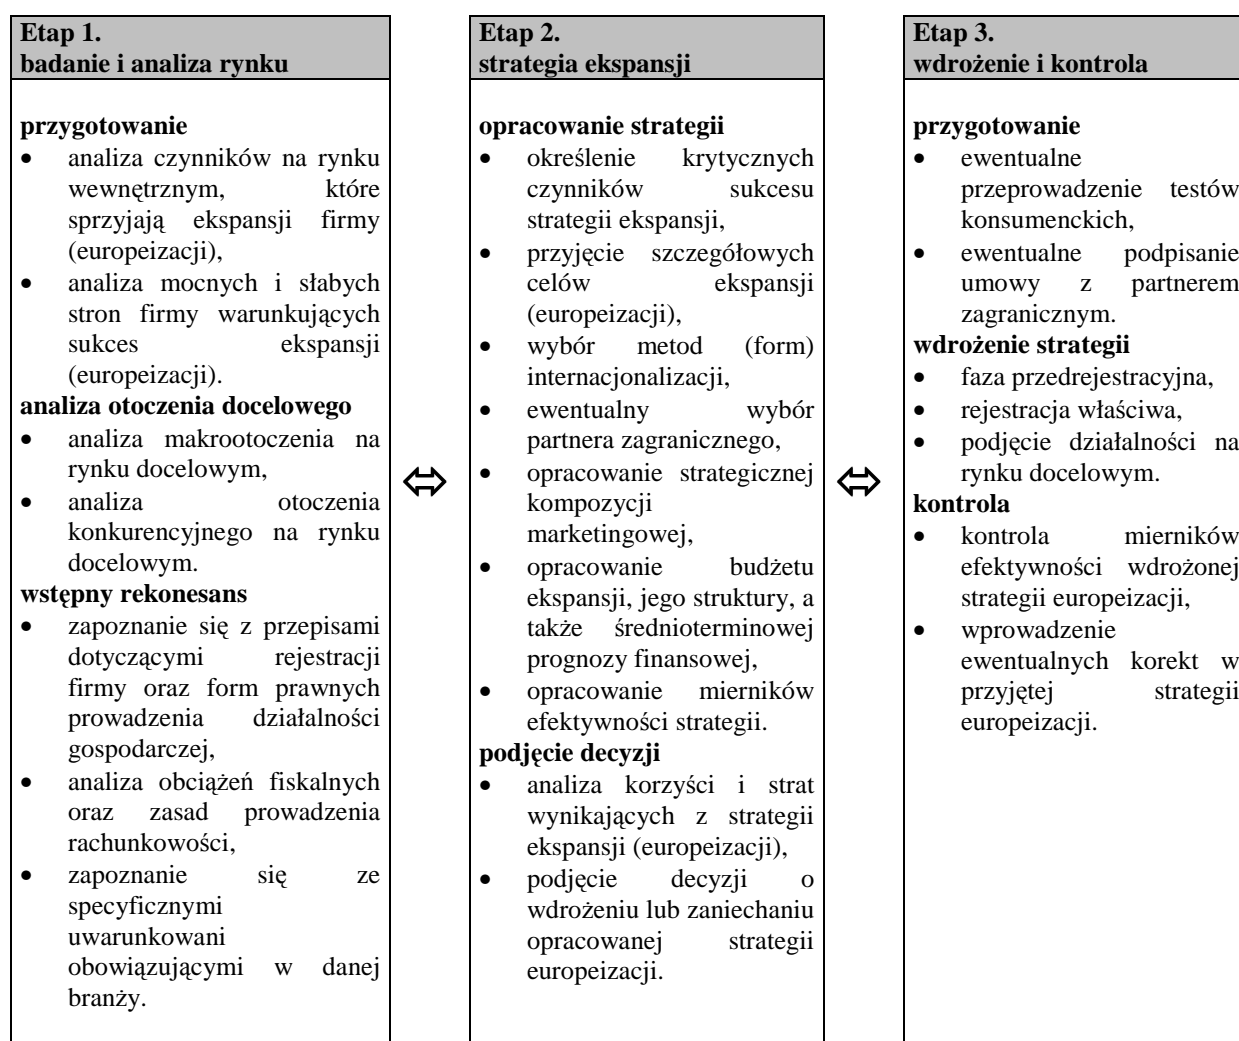 Etap 1.
badanie i analiza rynku
przygotowanie
• analiza czynników na rynku
wewnętrznym, które
sprzyjają ekspansji firmy
(europeizacji),
• analiza mocnych i słabych
stron firmy warunkujących
sukces ekspansji
(europeizacji).
analiza otoczenia docelowego
• analiza makrootoczenia na
rynku docelowym,
• analiza otoczenia
konkurencyjnego na rynku
docelowym.
wstępny rekonesans
• zapoznanie się z przepisami
dotyczącymi rejestracji
firmy oraz form prawnych
prowadzenia działalności
gospodarczej,
• analiza obciążeń fiskalnych
oraz zasad prowadzenia
rachunkowości,
• zapoznanie się ze
specyficznymi
uwarunkowani
obowiązującymi w danej
branży.
Etap 2.
strategia ekspansji
opracowanie strategii
• określenie krytycznych
czynników sukcesu
strategii ekspansji,
• przyjęcie szczegółowych
celów ekspansji
(europeizacji),
• wybór metod (form)
internacjonalizacji,
• ewentualny wybór
partnera zagranicznego,
• opracowanie strategicznej
kompozycji
marketingowej,
• opracowanie budżetu
ekspansji, jego struktury, a
także średnioterminowej
prognozy finansowej,
• opracowanie mierników
efektywności strategii.
podjęcie decyzji
• analiza korzyści i strat
wynikających z strategii
ekspansji (europeizacji),
• podjęcie decyzji o
wdrożeniu lub zaniechaniu
opracowanej strategii
europeizacji.
Etap 3.
wdrożenie i kontrola
przygotowanie
• ewentualne
przeprowadzenie testów
konsumenckich,
• ewentualne podpisanie
umowy z partnerem
zagranicznym.
wdrożenie strategii
• faza przedrejestracyjna,
• rejestracja właściwa,
• podjęcie działalności na
rynku docelowym.
kontrola
• kontrola mierników
efektywności wdrożonej
strategii europeizacji,
• wprowadzenie
ewentualnych korekt w
przyjętej strategii
europeizacji.